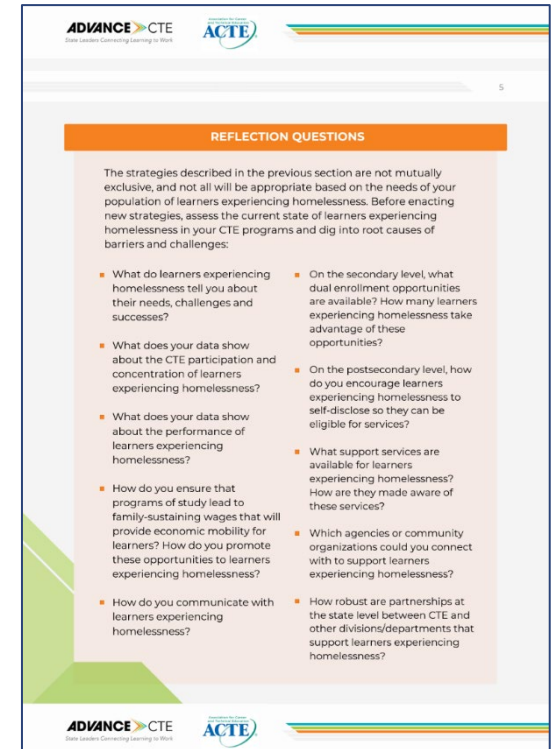 ADVANCE CTE
State Leaders Connecting Learning to Work
Association for Career
and Technical Education
ACTE
5
REFLECTION QUESTIONS
The strategies described in the previous section are not mutually
exclusive, and not all will be appropriate based on the needs of your
population of learners experiencing homelessness. Before enacting
new strategies, assess the current state of learners experiencing
homelessness in your CTE programs and dig into root causes of
barriers and challenges:
What do learners experiencing
homelessness tell you about
their needs, challenges and
successes?
What does your data show
about the CTE participation and
concentration of learners
experiencing homelessness?
What does your data show
about the performance of
learners experiencing
homelessness?
How do you ensure that
programs of study lead to
family-sustaining wages that will
provide economic mobility for
learners? How do you promote
these opportunities to learners
experiencing homelessness?
How do you communicate with
learners experiencing
homelessness?
On the secondary level, what
dual enrollment opportunities
are available? How many learners
experiencing homelessness take
advantage of these
opportunities?
On the postsecondary level, how
do you encourage learners
experiencing homelessness to
self-disclose so they can be
eligible for services?
What support services are
available for learners
experiencing homelessness?
How are they made aware of
these services?
Which agencies or community
organizations could you connect
with to support learners
experiencing homelessness?
How robust are partnerships at
the state level between CTE and
other divisions/departments that
support learners experiencing
homelessness?
ADVANCE CTE
State Leaders Connecting Learning to Work
Association for Career
and Technical Education
ACTE